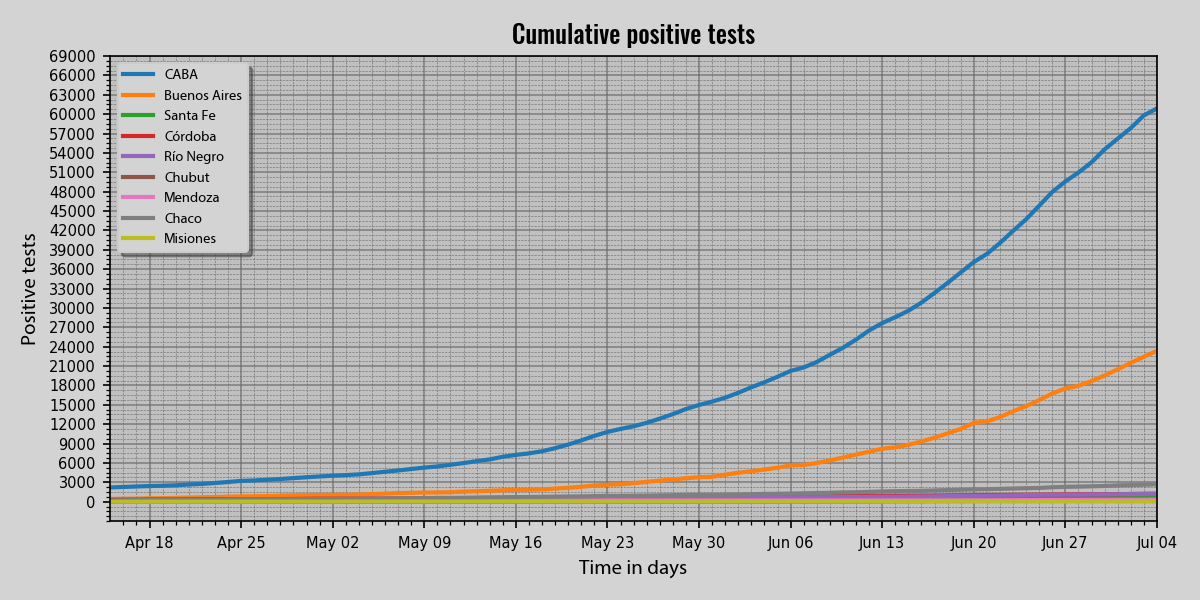 Cumulative positive tests
69000
66000
63000
60000
57000
54000
51000
48000
45000
42000
39000
36000
33000
30000
27000
24000
21000
18000
15000
12000
9000
6000
3000
0
Positive tests
CABA
Buenos Aires
Santa Fe
Córdoba
Río Negro
Chubut
Mendoza
Chaco
Misiones
Apr 18 Apr 25 May 02 May 09 May 16 May 23 May 30 Jun 06 Jun 13 Jun 20 Jun 27 Jul 04
Time in days